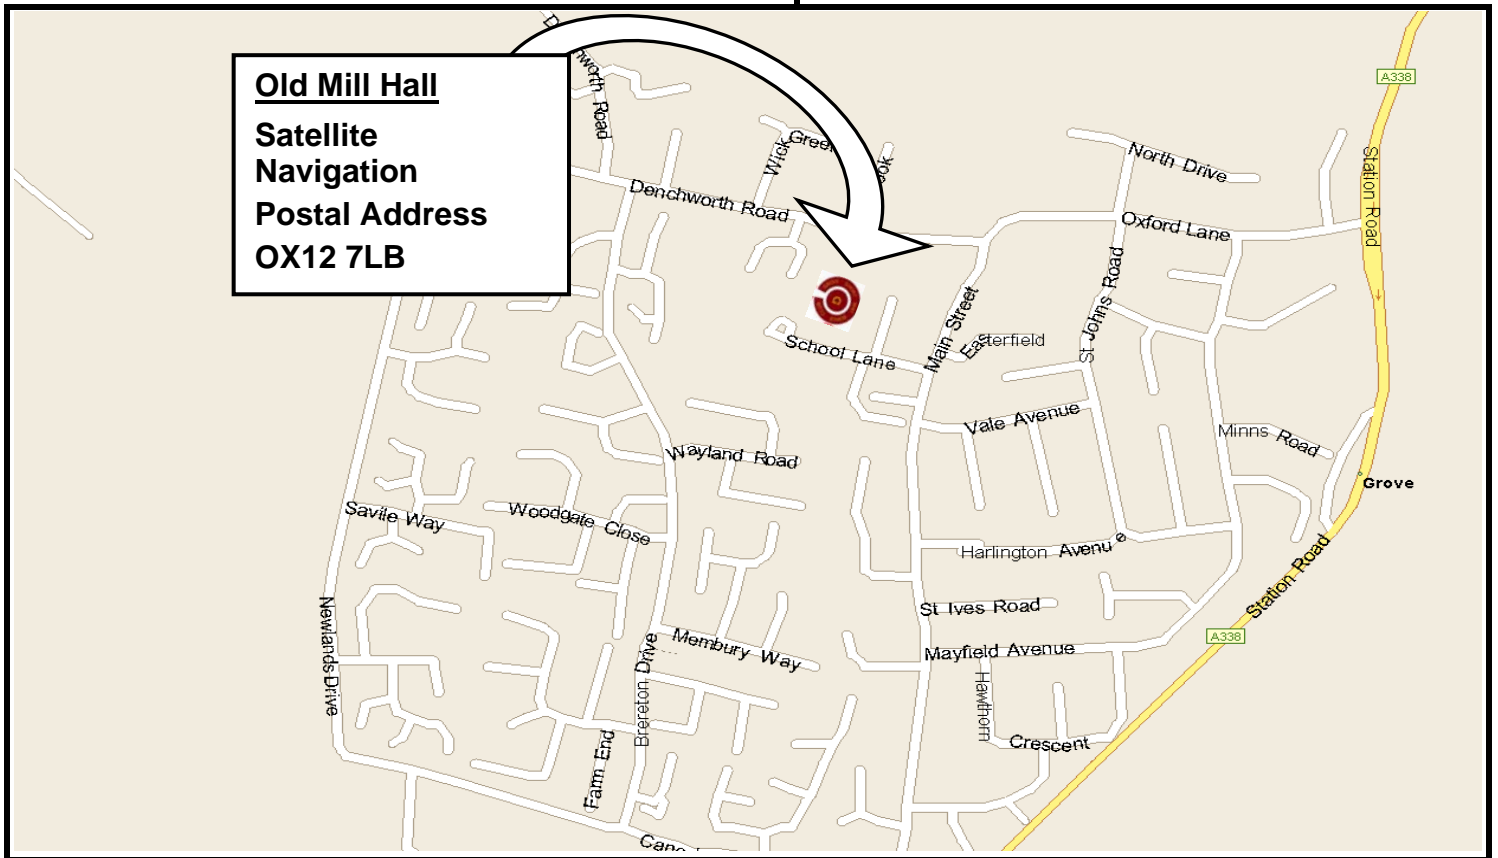 Old Mill Hall
Satellite
Navigation
Postal Address
OX12 7LB
A338
Station Road
North Drive
Oxford Lane
Wick
Denchworth Road
St Johns Road
Main Street
Easterfield
School Lane
Vale Avenue
Minns Road
Wayland Road
Grove
Savile Way
Woodgate Close
Harlington Avenue
Station Road
St Ives Road
A338
Membury Way
Mayfield Avenue
Newlands Drive
Brereton Drive
Hawthorn
Crescent
Farm End